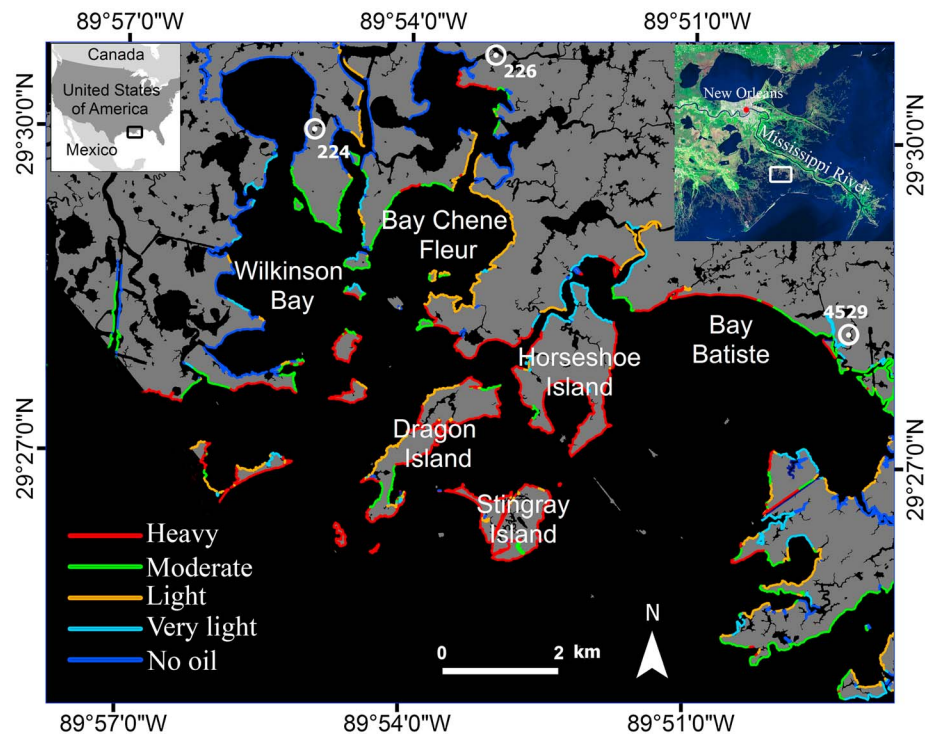 89°57'0"W
89°54'0"W
89°51'0"W
Canada
United States
of America
Mexico
226
224
New Orleans
Mississippi River
29°30'0"N
29°30'0"N
Bay Chene
Fleur
Wilkinson
Bay
4529
Bay
Batiste
Horseshoe
Island
Dragon
Island
29°27'0"N
29°27'0"N
Stingray
Island
Heavy
Moderate
Light
Very light
No oil
N
0 2 km
89°57'0"W
89°54'0"W
89°51'0"W